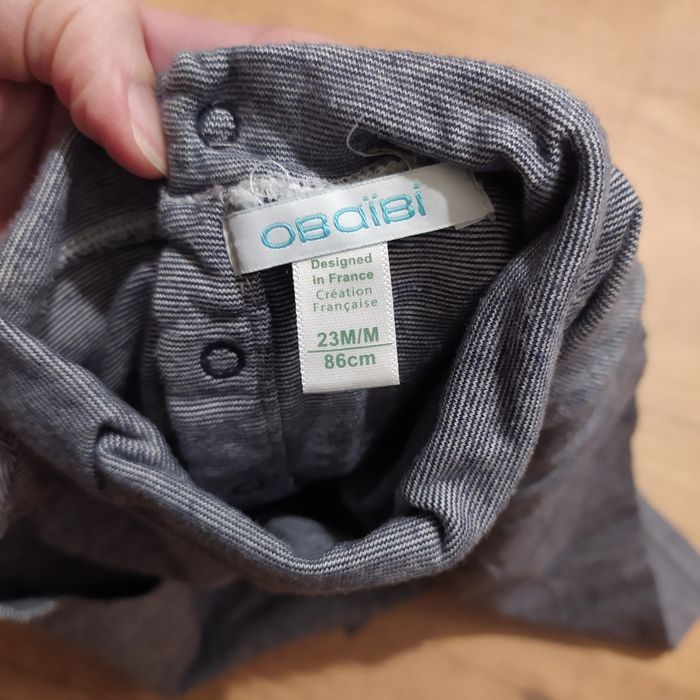 OBAÏBI
Designed
in France
Création
Française
23M/M
86cm